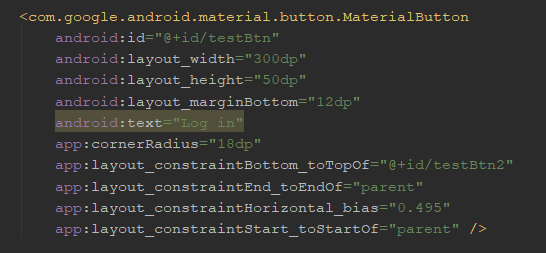 <com.google.android.material.button.MaterialButton
android:id="@+id/testBtn"
android:layout_width="300dp"
android:layout_height="50dp"
android:layout_marginBottom="12dp"
android:text="Log in"
app:cornerRadius="18dp"
app:layout_constraintBottom_toTopOf="@+id/testBtn2"
app:layout_constraintEnd_toEndOf="parent"
app:layout_constraintHorizontal_bias="0.495"
app:layout_constraintStart_toStartOf="parent" />